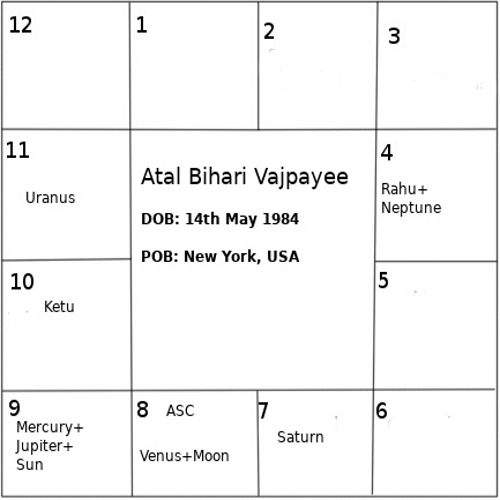 12
1
2
3
11
Uranus
Atal Bihari Vajpayee
DOB: 14th May 1984
POB: New York, USA
4
Rahu+
Neptune
10
Ketu
5
9
Mercury+
Jupiter+
Sun
8 ASC
Venus+Moon
7
Saturn
6